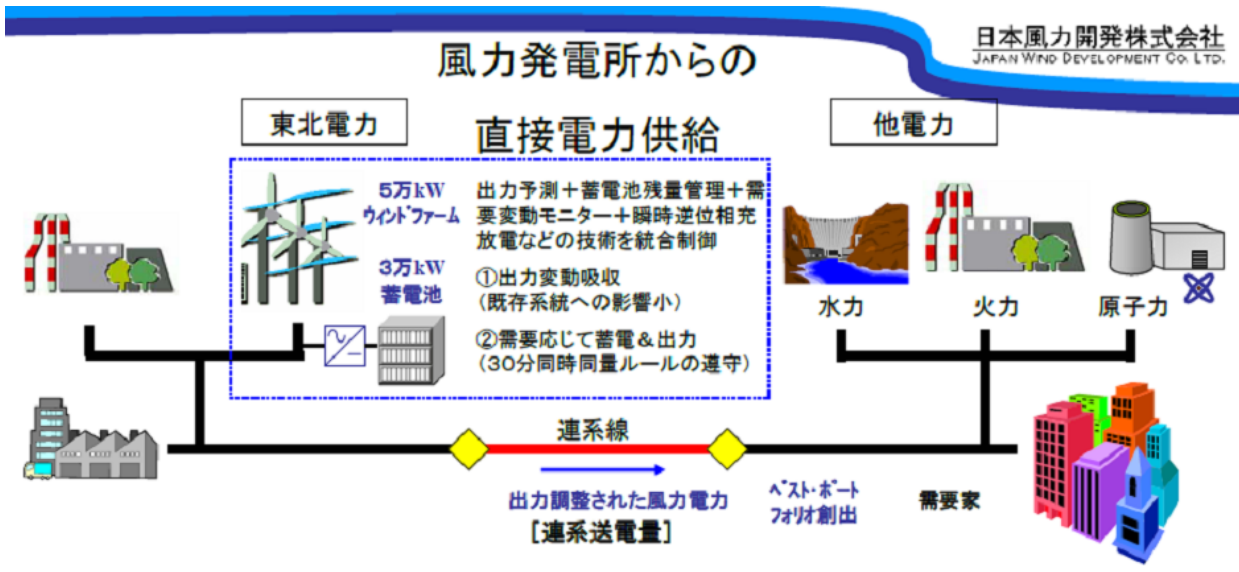 日本風力開発株式会社
JAPAN WIND DEVELOPMENT CO. LTD.
風力発電所からの
直接電力供給
東北電力
他電力
5万kW
ウィンドファーム
3万kW
蓄電池
出力予測＋蓄電池残量管理＋需
要変動モニター＋瞬時逆位相充
放電などの技術を統合制御
①出力変動吸収
(既存系統への影響小)
②需要応じて蓄電＆出力
(30分同時同量ルールの遵守)
水力
火力
原子力
連系線
出力調整された風力電力
[連系送電量]
ベスト・ポート
フォリオ創出
需要家